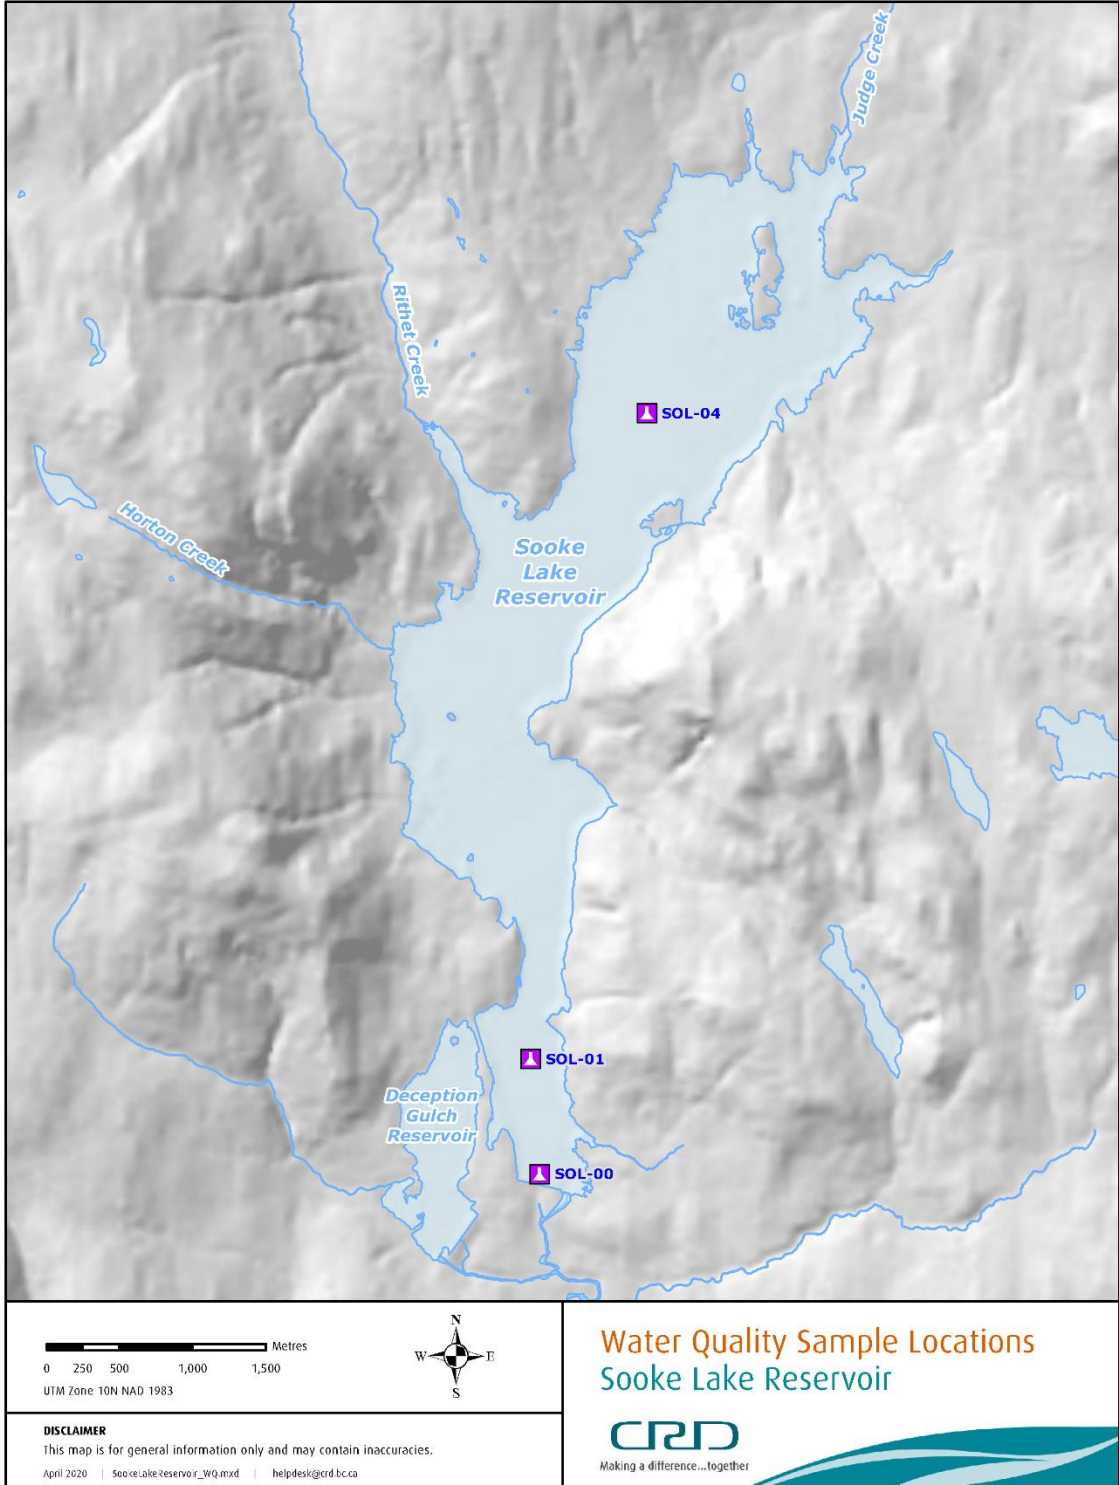 Judge Creek
Rithet Creek
SOL-04
Horton Creek
Sooke
Lake
Reservoir
SOL-01
Deception
Gulch
Reservoir
SOL-00
Metres
0 250 500 1,000 1,500
UTM Zone 10N NAD 1983
N
W E
S
DISCLAIMER
This map is for general information only and may contain inaccuracies.
April 2020 | SookeLakeReservoir_WQ.mxd | helpdesk@crd.bc.ca
Water Quality Sample Locations
Sooke Lake Reservoir
CRD
Making a difference...together